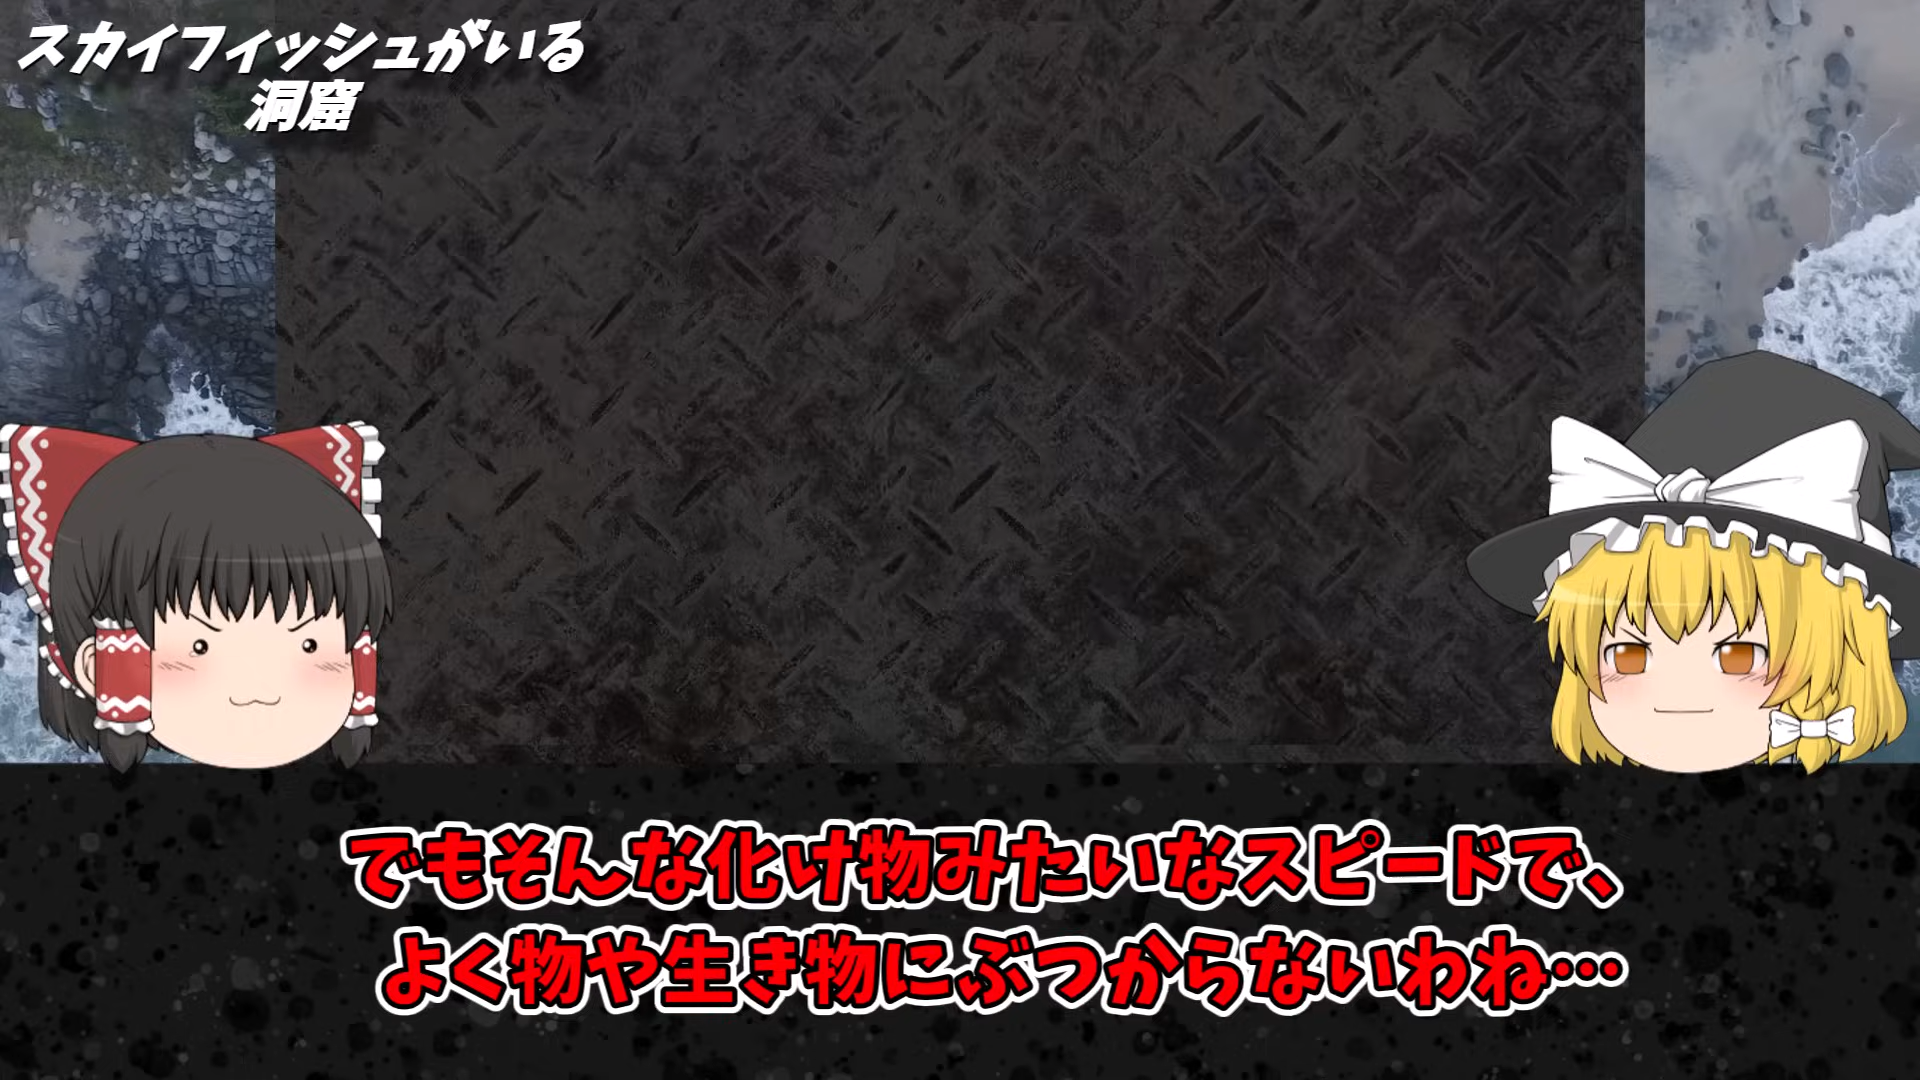 スカイフィッシュがいる
洞窟
でもそんな化け物みたいなスピードで、
よく物や生き物にぶつからないわね…